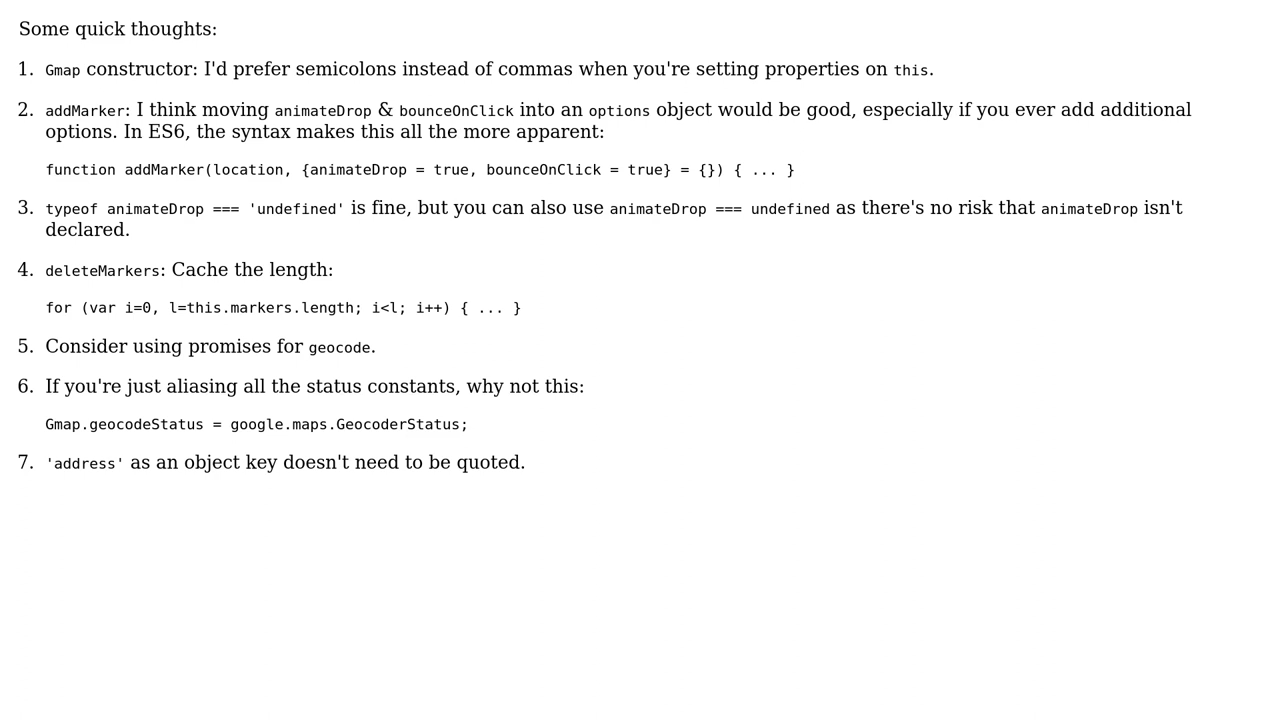 Some quick thoughts:
1. Gmap constructor: I'd prefer semicolons instead of commas when you're setting properties on this.
2. addMarker: I think moving animateDrop & bounceOnClick into an options object would be good, especially if you ever add additional
options. In ES6, the syntax makes this all the more apparent:
function addMarker(location, {animateDrop = true, bounceOnClick = true} = {}) { ... }
3. typeof animateDrop === 'undefined' is fine, but you can also use animateDrop === undefined as there's no risk that animateDrop isn't
declared.
4. deleteMarkers: Cache the length:
for (var i=0, l=this.markers.length; i<l; i++) { ... }
5. Consider using promises for geocode.
6. If you're just aliasing all the status constants, why not this:
Gmap.geocodeStatus = google.maps.GeocoderStatus;
7. 'address' as an object key doesn't need to be quoted.